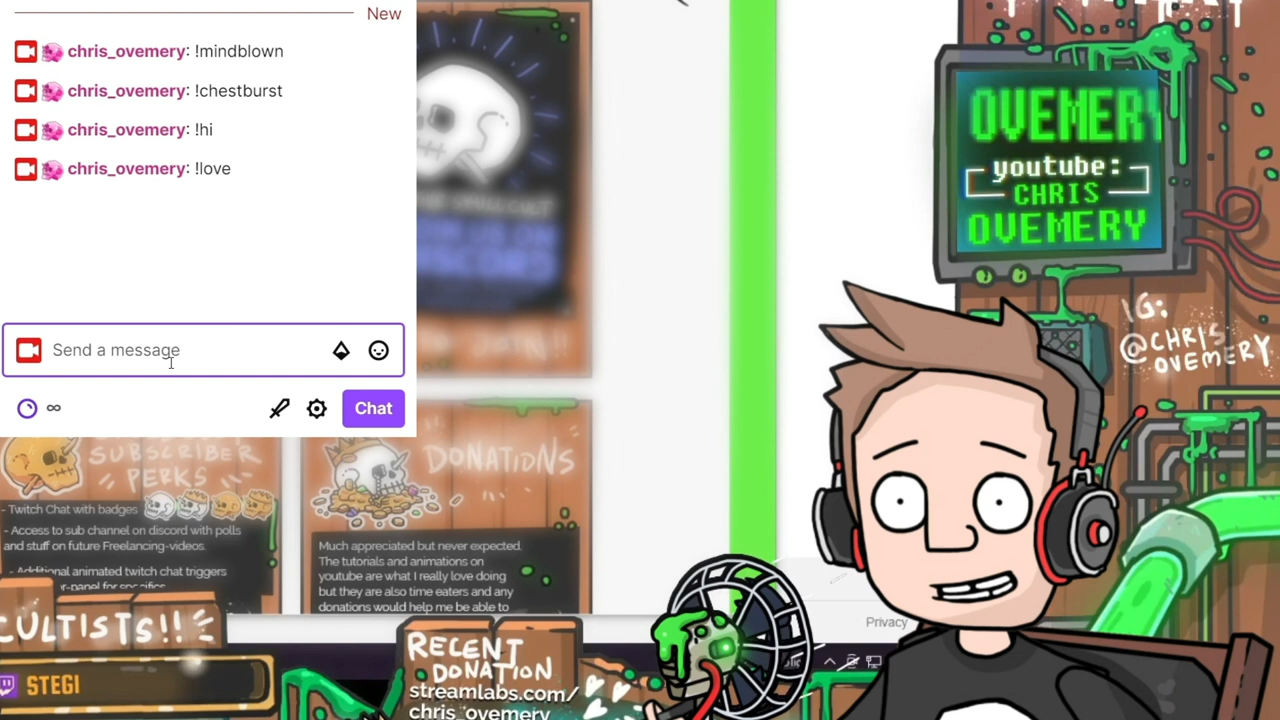 New
chris_ovemery: !mindblown
chris_ovemery: !chestburst
chris_ovemery: !hi
chris_ovemery: !love
Send a message
Chat
OVEMERY
youtube:
CHRIS
OVEMERY
IG:
@CHRIS
OVEMERY
SUBSCRIBER
PERKS
- Twitch Chat with badges
- Access to sub channel on discord with polls
and stuff on future Freelancing-videos.
- Additional animated twitch chat triggers
DONATIONS
Much appreciated but never expected.
The tutorials and animations on
youtube are what I really love doing
but they are also time eaters and any
donations would help me be able to
Privacy
CULTISTS!!
STEGI
RECENT
DONATION
streamlabs.com/
chris_ovemery